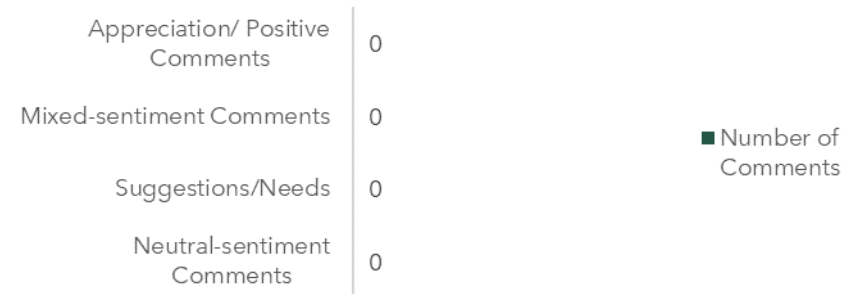 Appreciation/ Positive
Comments
0
Mixed-sentiment Comments
0
Suggestions/Needs
0
Neutral-sentiment
Comments
0
Number of
Comments